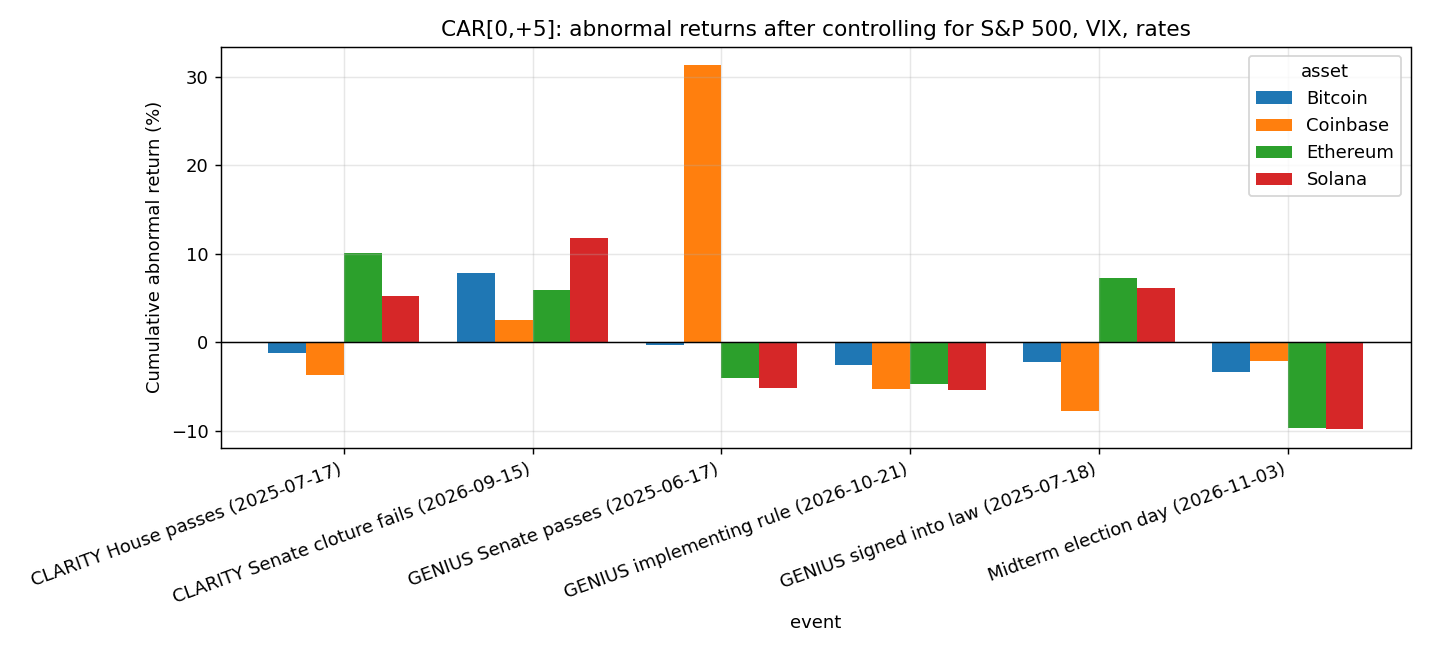 CAR[0,+5]: abnormal returns after controlling for S&P 500, VIX, rates
Cumulative abnormal return (%)
30
20
10
0
−10
asset
Bitcoin
Coinbase
Ethereum
Solana
CLARITY House passes (2025-07-17)
CLARITY Senate cloture fails (2026-09-15)
GENIUS Senate passes (2025-06-17)
GENIUS implementing rule (2026-10-21)
GENIUS signed into law (2025-07-18)
Midterm election day (2026-11-03)
event